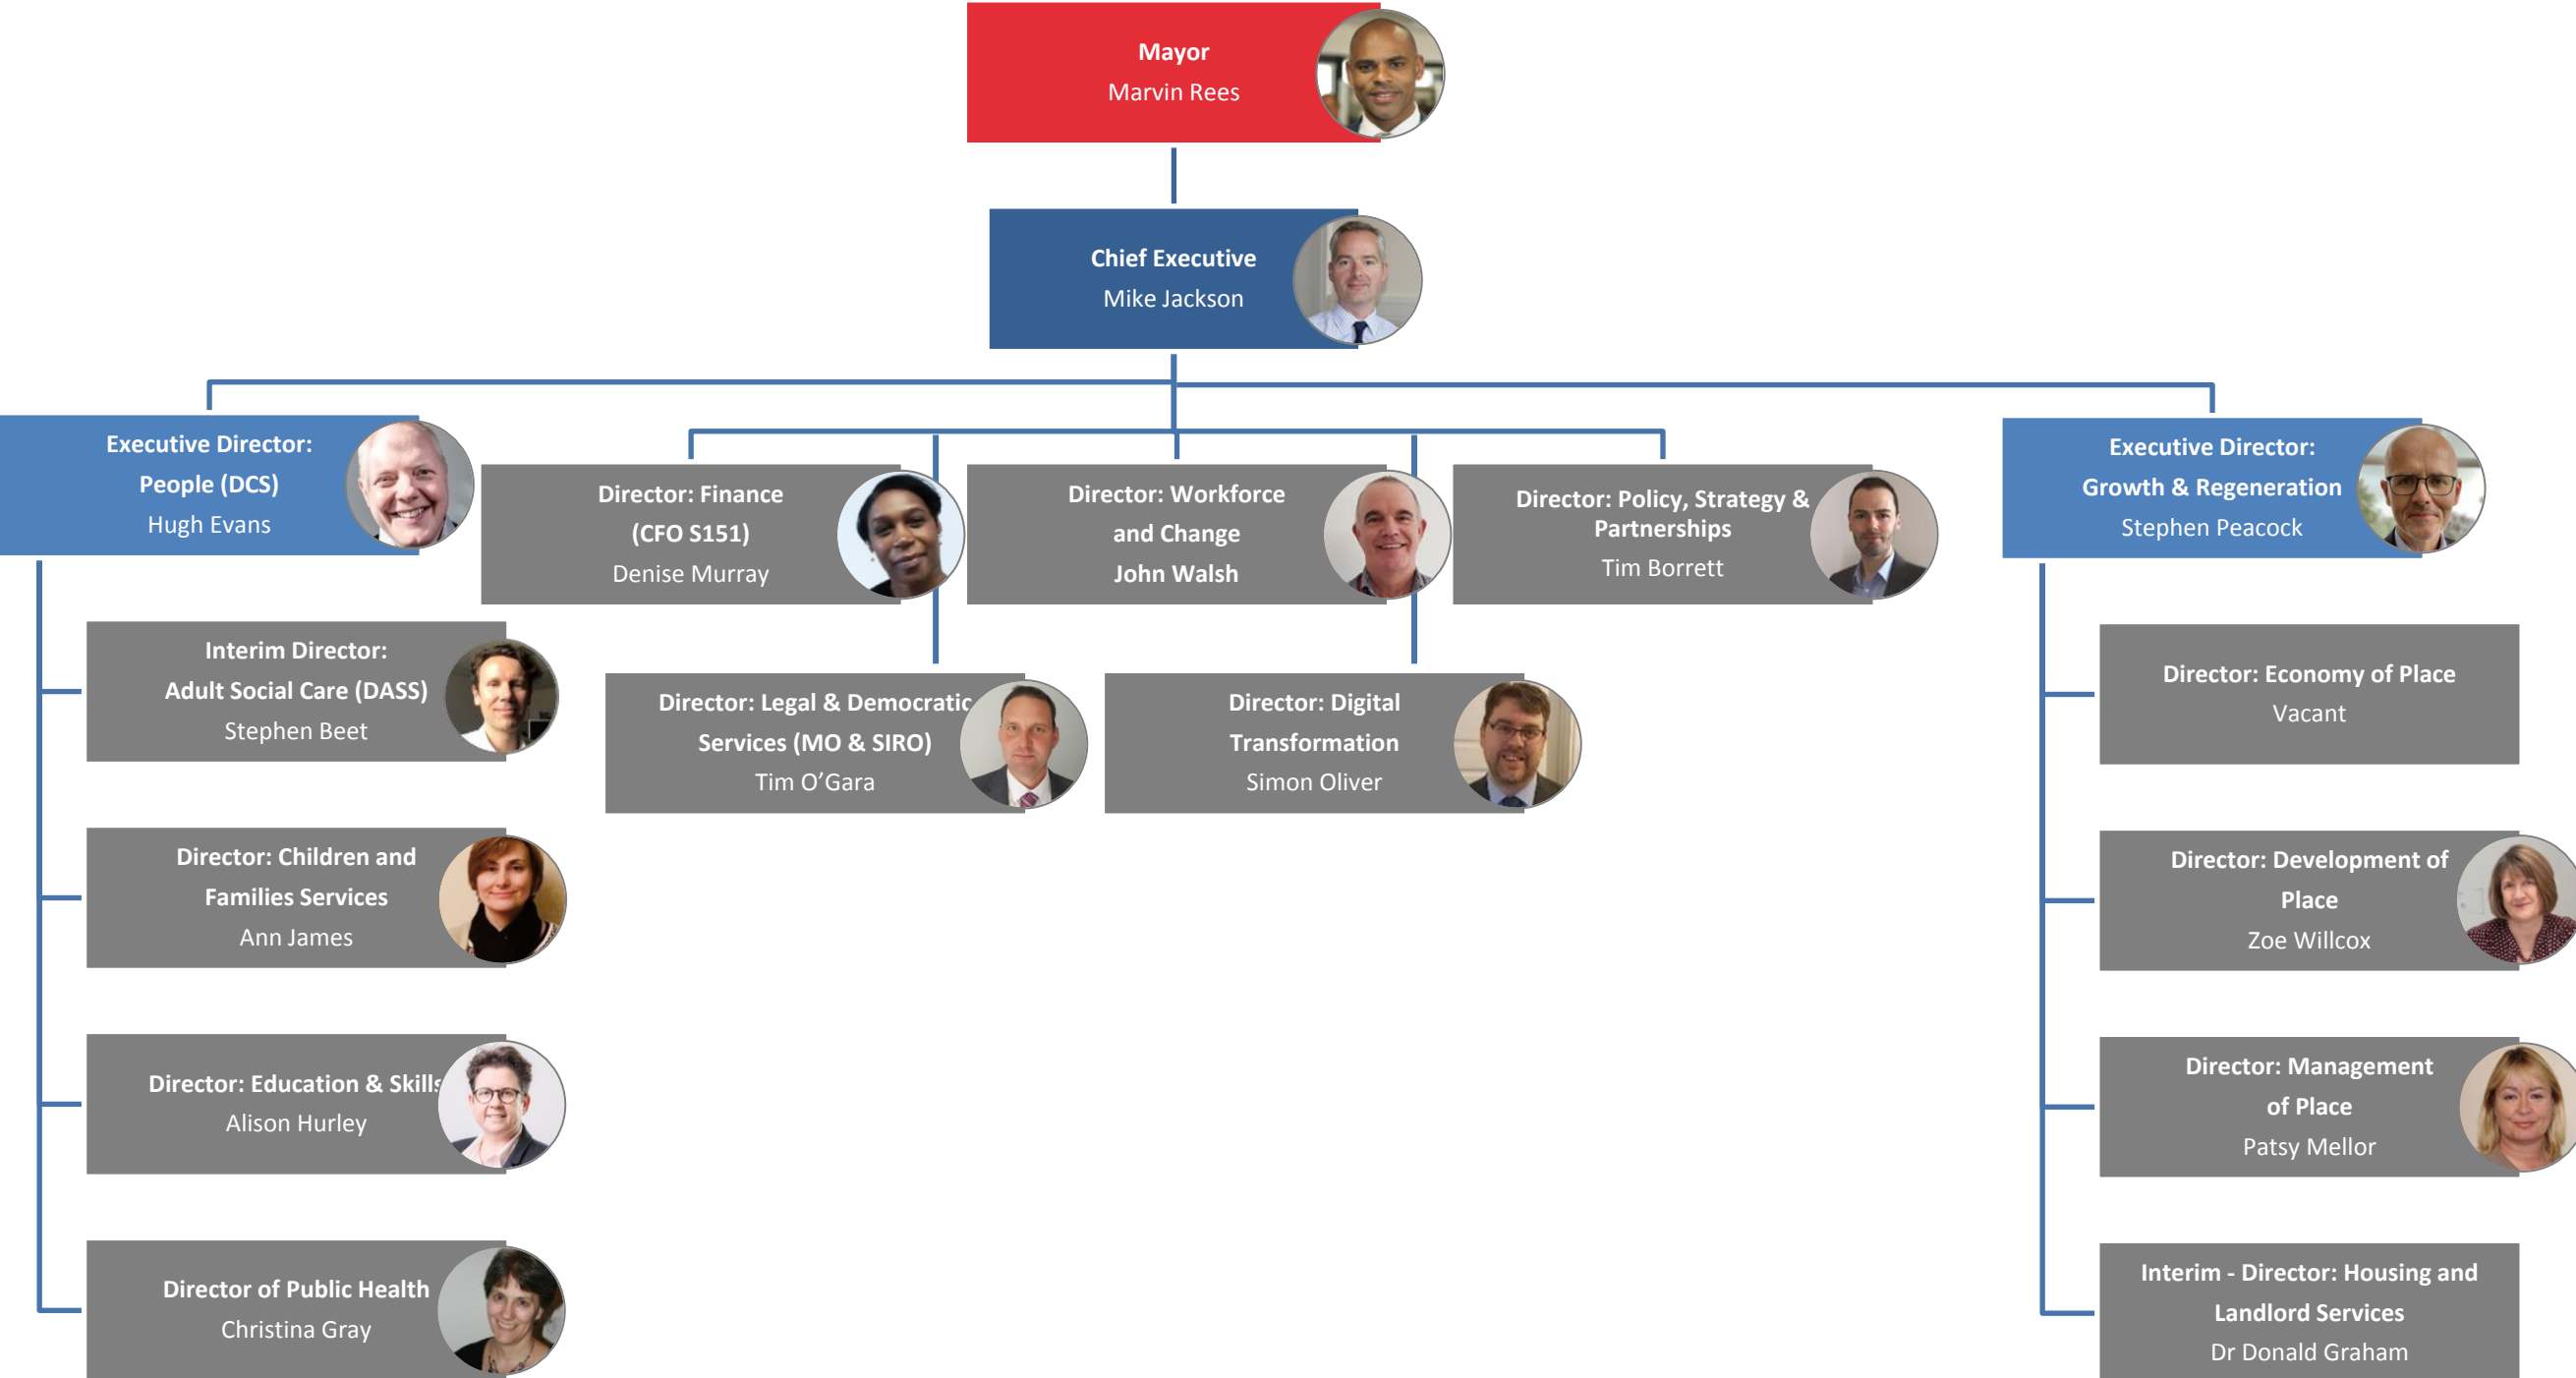 Mayor
Marvin Rees
Chief Executive
Mike Jackson
Executive Director:
People (DCS)
Hugh Evans
Director: Finance
(CFO S151)
Denise Murray
Director: Workforce
and Change
John Walsh
Director: Policy, Strategy &
Partnerships
Tim Borrett
Executive Director:
Growth & Regeneration
Stephen Peacock
Interim Director:
Adult Social Care (DASS)
Stephen Beet
Director: Legal & Democratic
Services (MO & SIRO)
Tim O’Gara
Director: Digital
Transformation
Simon Oliver
Director: Economy of Place
Vacant
Director: Children and
Families Services
Ann James
Director: Development of
Place
Zoe Willcox
Director: Education & Skills
Alison Hurley
Director: Management
of Place
Patsy Mellor
Director of Public Health
Christina Gray
Interim - Director: Housing and
Landlord Services
Dr Donald Graham